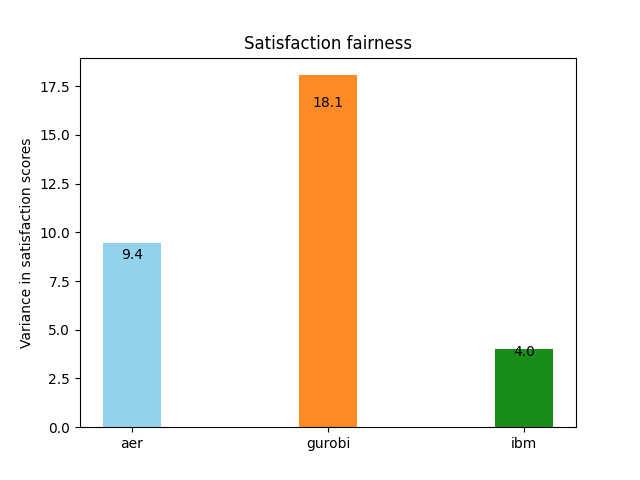 Satisfaction fairness
Variance in satisfaction scores
17.5
15.0
12.5
10.0
7.5
5.0
2.5
0.0
9.4
18.1
4.0
aer
gurobi
ibm